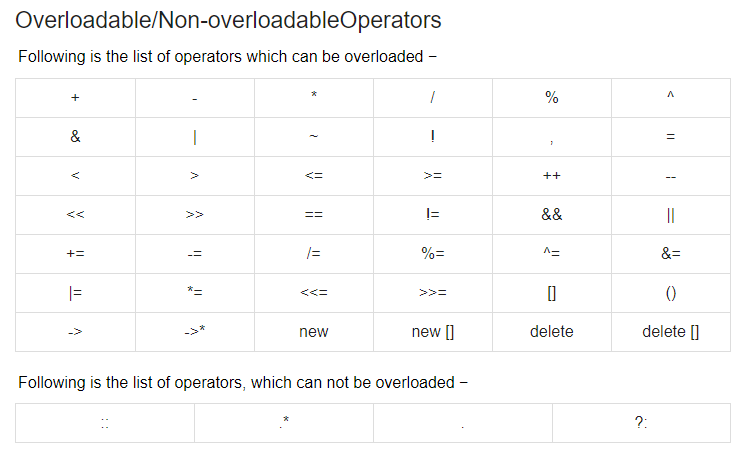 Overloadable/Non-overloadableOperators
Following is the list of operators which can be overloaded −
+ - * / % ^
& | ~ ! , =
< > <= >= ++ --
<< >> == != && ||
+= -= /= %= ^= &=
|= *= <<= >>= [] ()
-> ->* new new [] delete delete []
Following is the list of operators, which can not be overloaded −
:: .* . ?: